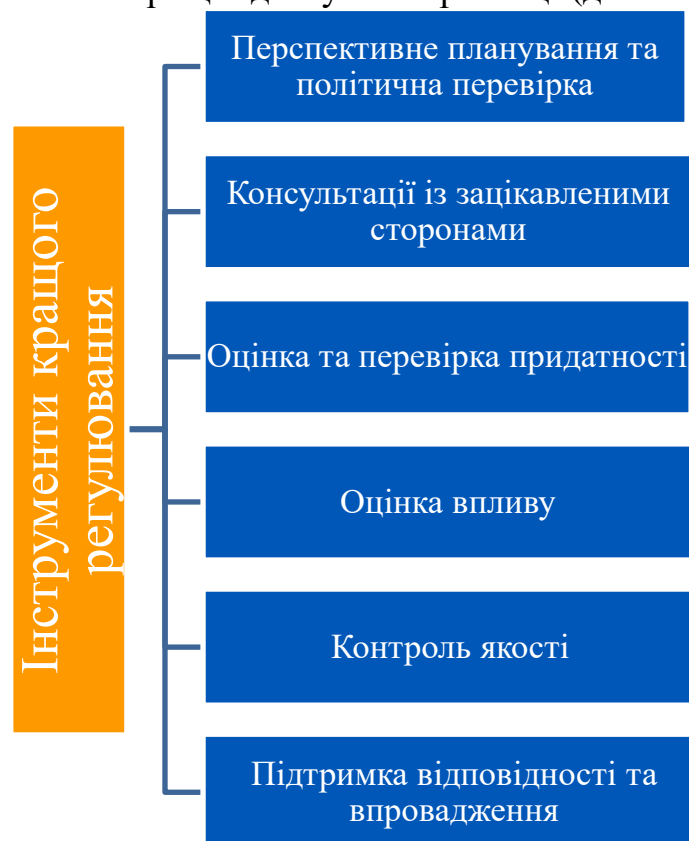 Інструменти кращого
регулювання
Перспективне планування та
політична перевірка
Консультації із зацікавленими
сторонами
Оцінка та перевірка придатності
Оцінка впливу
Контроль якості
Підтримка відповідності та
впровадження